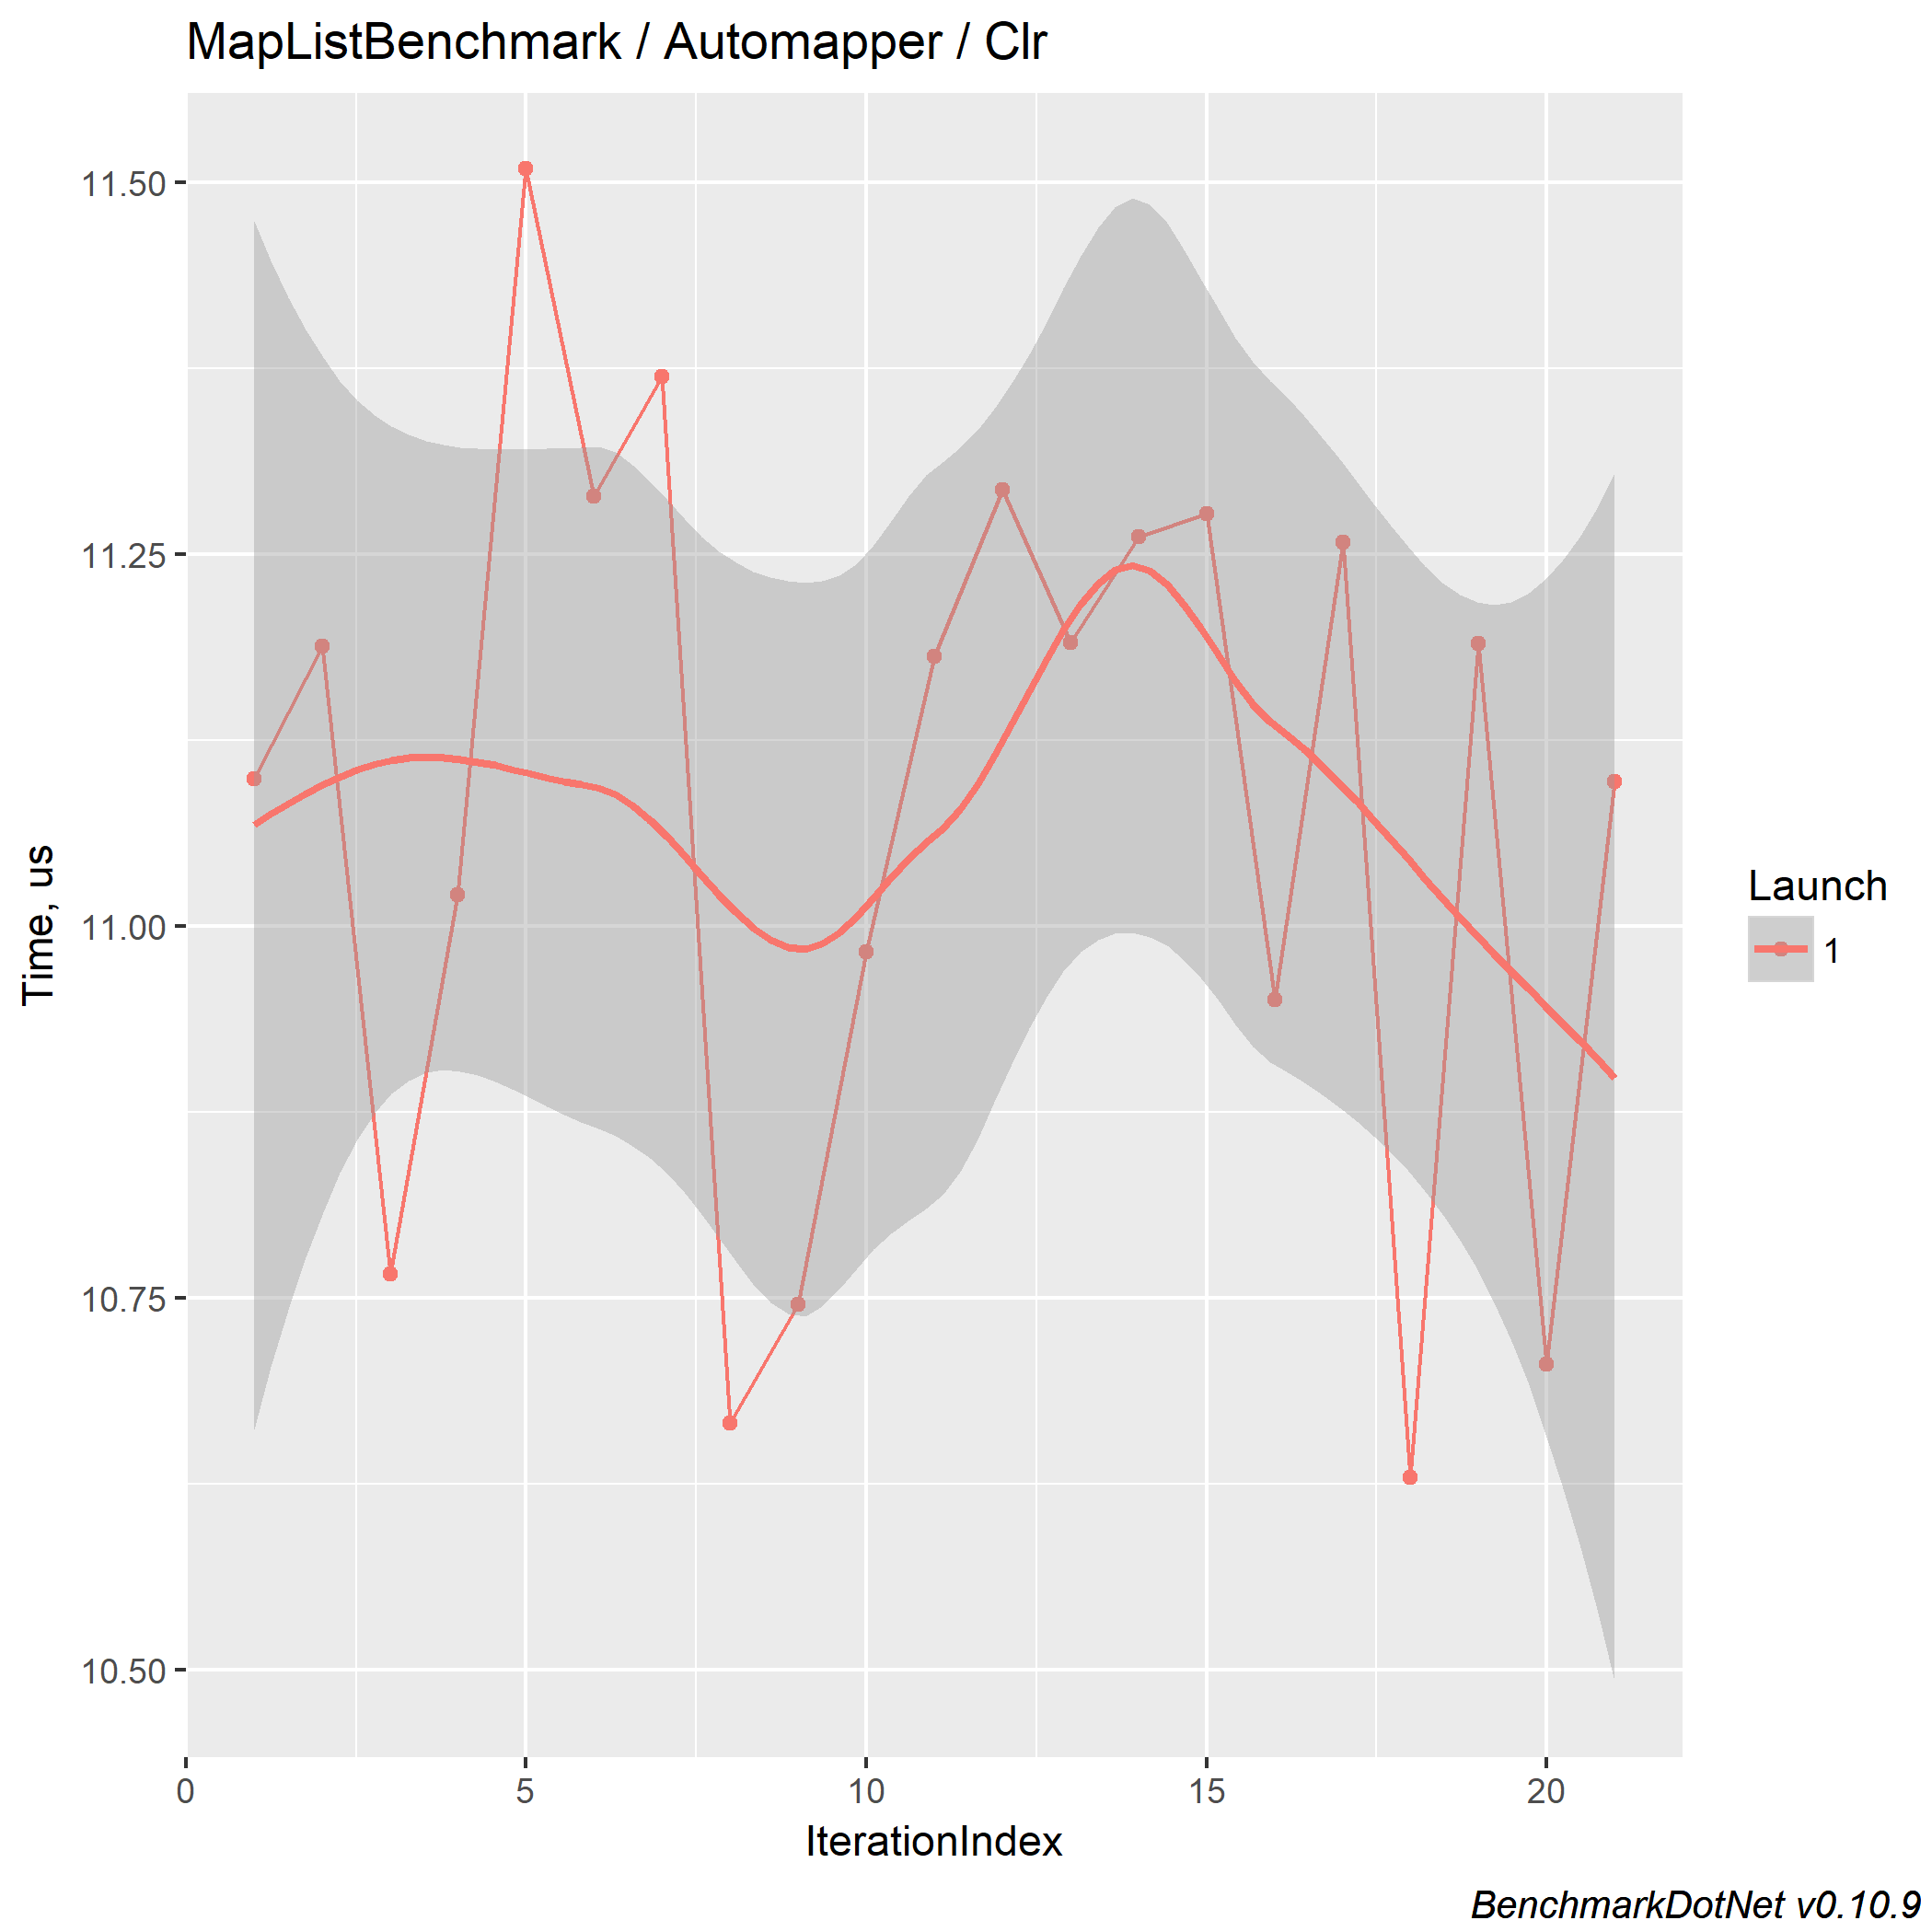 MapListBenchmark / Automapper / Clr
11.50
11.25
11.00
10.75
10.50
Time, us
0 5 10 15 20
IterationIndex
Launch
1
BenchmarkDotNet v0.10.9